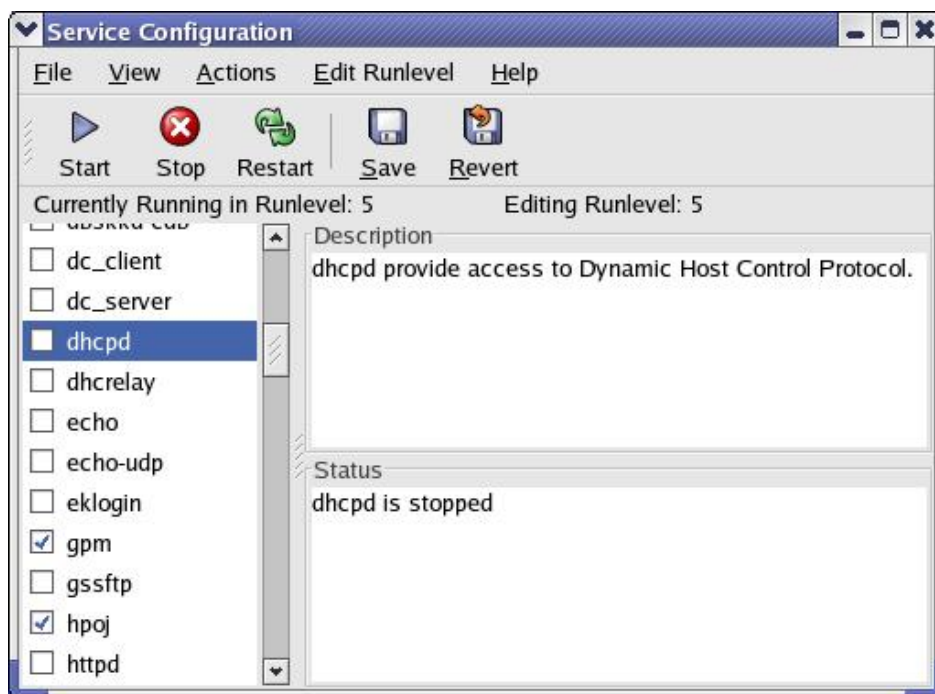 Service Configuration
File View Actions Edit Runlevel Help
Start Stop Restart Save Revert
Currently Running in Runlevel: 5 Editing Runlevel: 5
dc_client
dc_server
dhcpd
dhcrelay
echo
echo-udp
eklogin
gpm
gssftp
hpoj
httpd
Description
dhcpd provide access to Dynamic Host Control Protocol.
Status
dhcpd is stopped